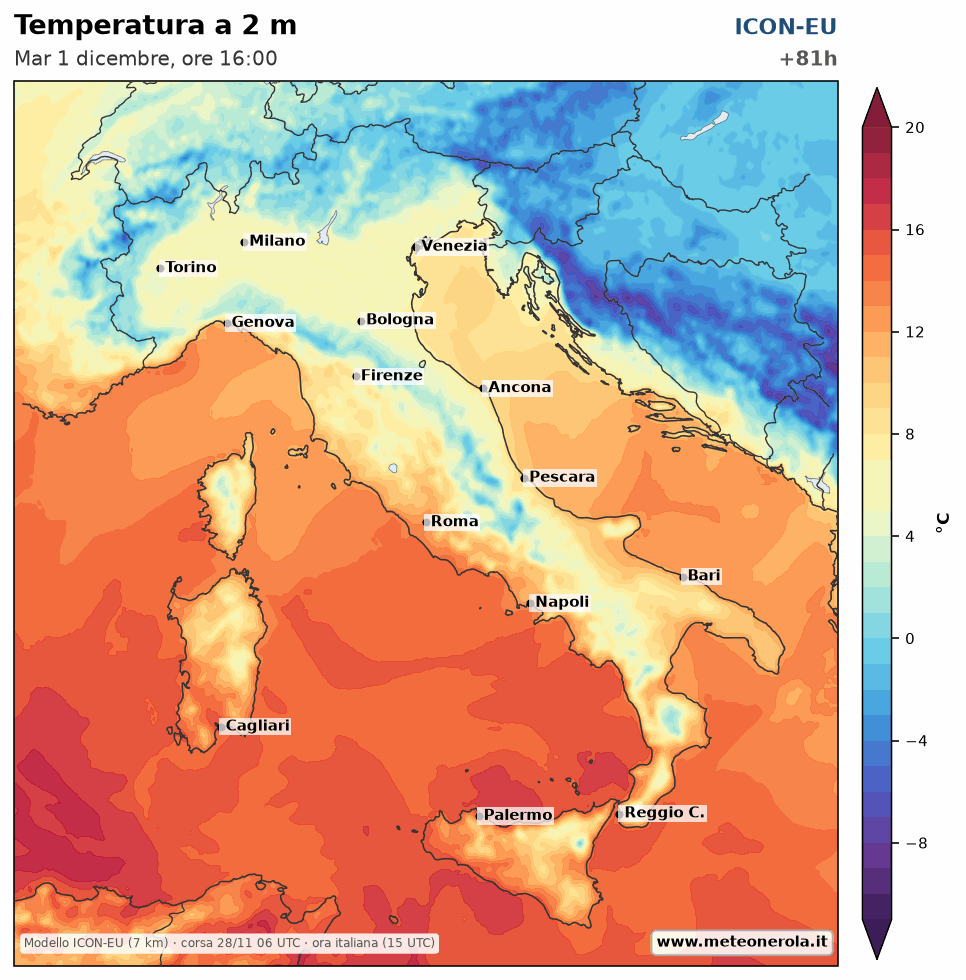 Temperatura a 2 m
ICON-EU
Mar 1 dicembre, ore 16:00
+81h
20
16
12
8
4
0
−4
−8
°C
Milano
Venezia
Torino
Genova
Bologna
Firenze
Ancona
Pescara
Roma
Bari
Napoli
Cagliari
Palermo
Reggio C.
Modello ICON-EU (7 km) · corsa 28/11 06 UTC · ora italiana (15 UTC)
www.meteonerola.it